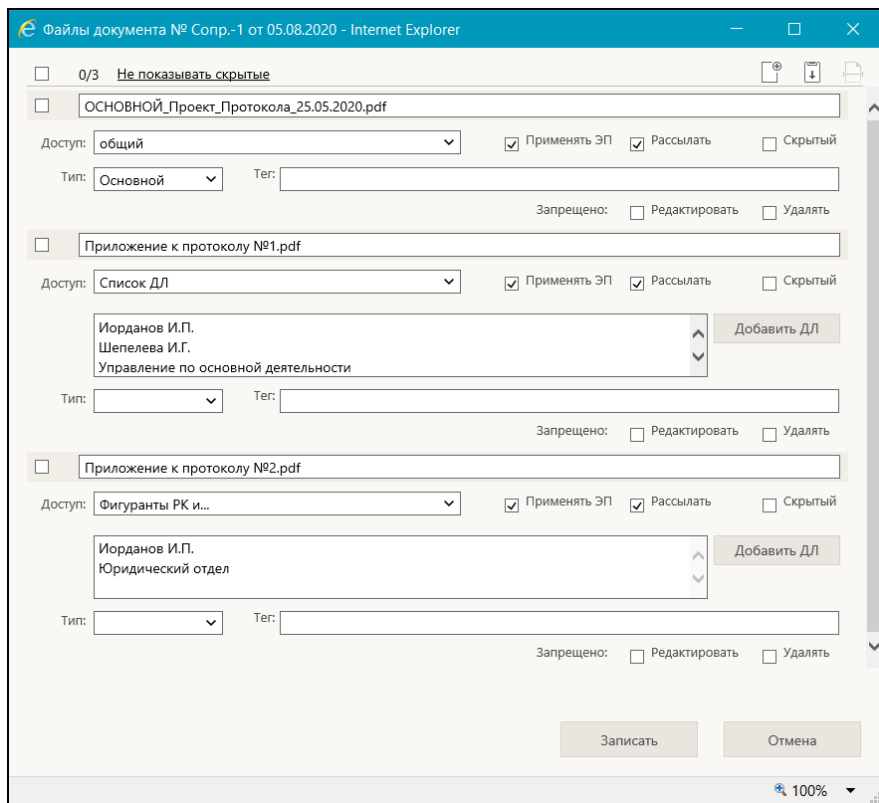 Файлы документа № Сопр.-1 от 05.08.2020 - Internet Explorer
0/3 Не показывать скрытые
ОСНОВНОЙ_Проект_Протокола_25.05.2020.pdf
Доступ: общий Применять ЭП Рассылать Скрытый
Тип: Основной Тег:
Запрещено: Редактировать Удалять
Приложение к протоколу №1.pdf
Доступ: Список ДЛ Применять ЭП Рассылать Скрытый
Иорданов И.П. Добавить ДЛ
Шепелева И.Г.
Управление по основной деятельности
Тип: Тег:
Запрещено: Редактировать Удалять
Приложение к протоколу №2.pdf
Доступ: Фигуранты РК и... Применять ЭП Рассылать Скрытый
Иорданов И.П. Добавить ДЛ
Юридический отдел
Тип: Тег:
Запрещено: Редактировать Удалять
Записать Отмена
100%